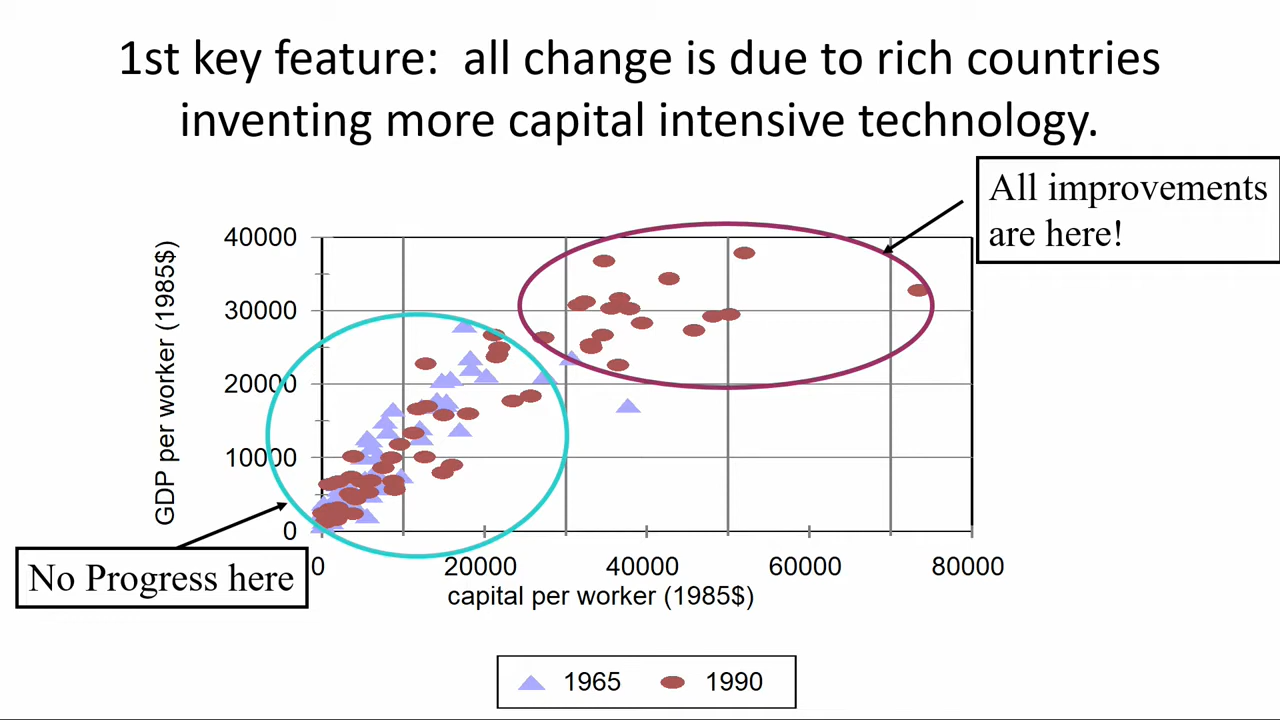 1st key feature:  all change is due to rich countries
inventing more capital intensive technology.
All improvements
are here!
GDP per worker (1985$)
40000
30000
20000
10000
0
No Progress here
0
20000
40000
60000
80000
capital per worker (1985$)
1965
1990